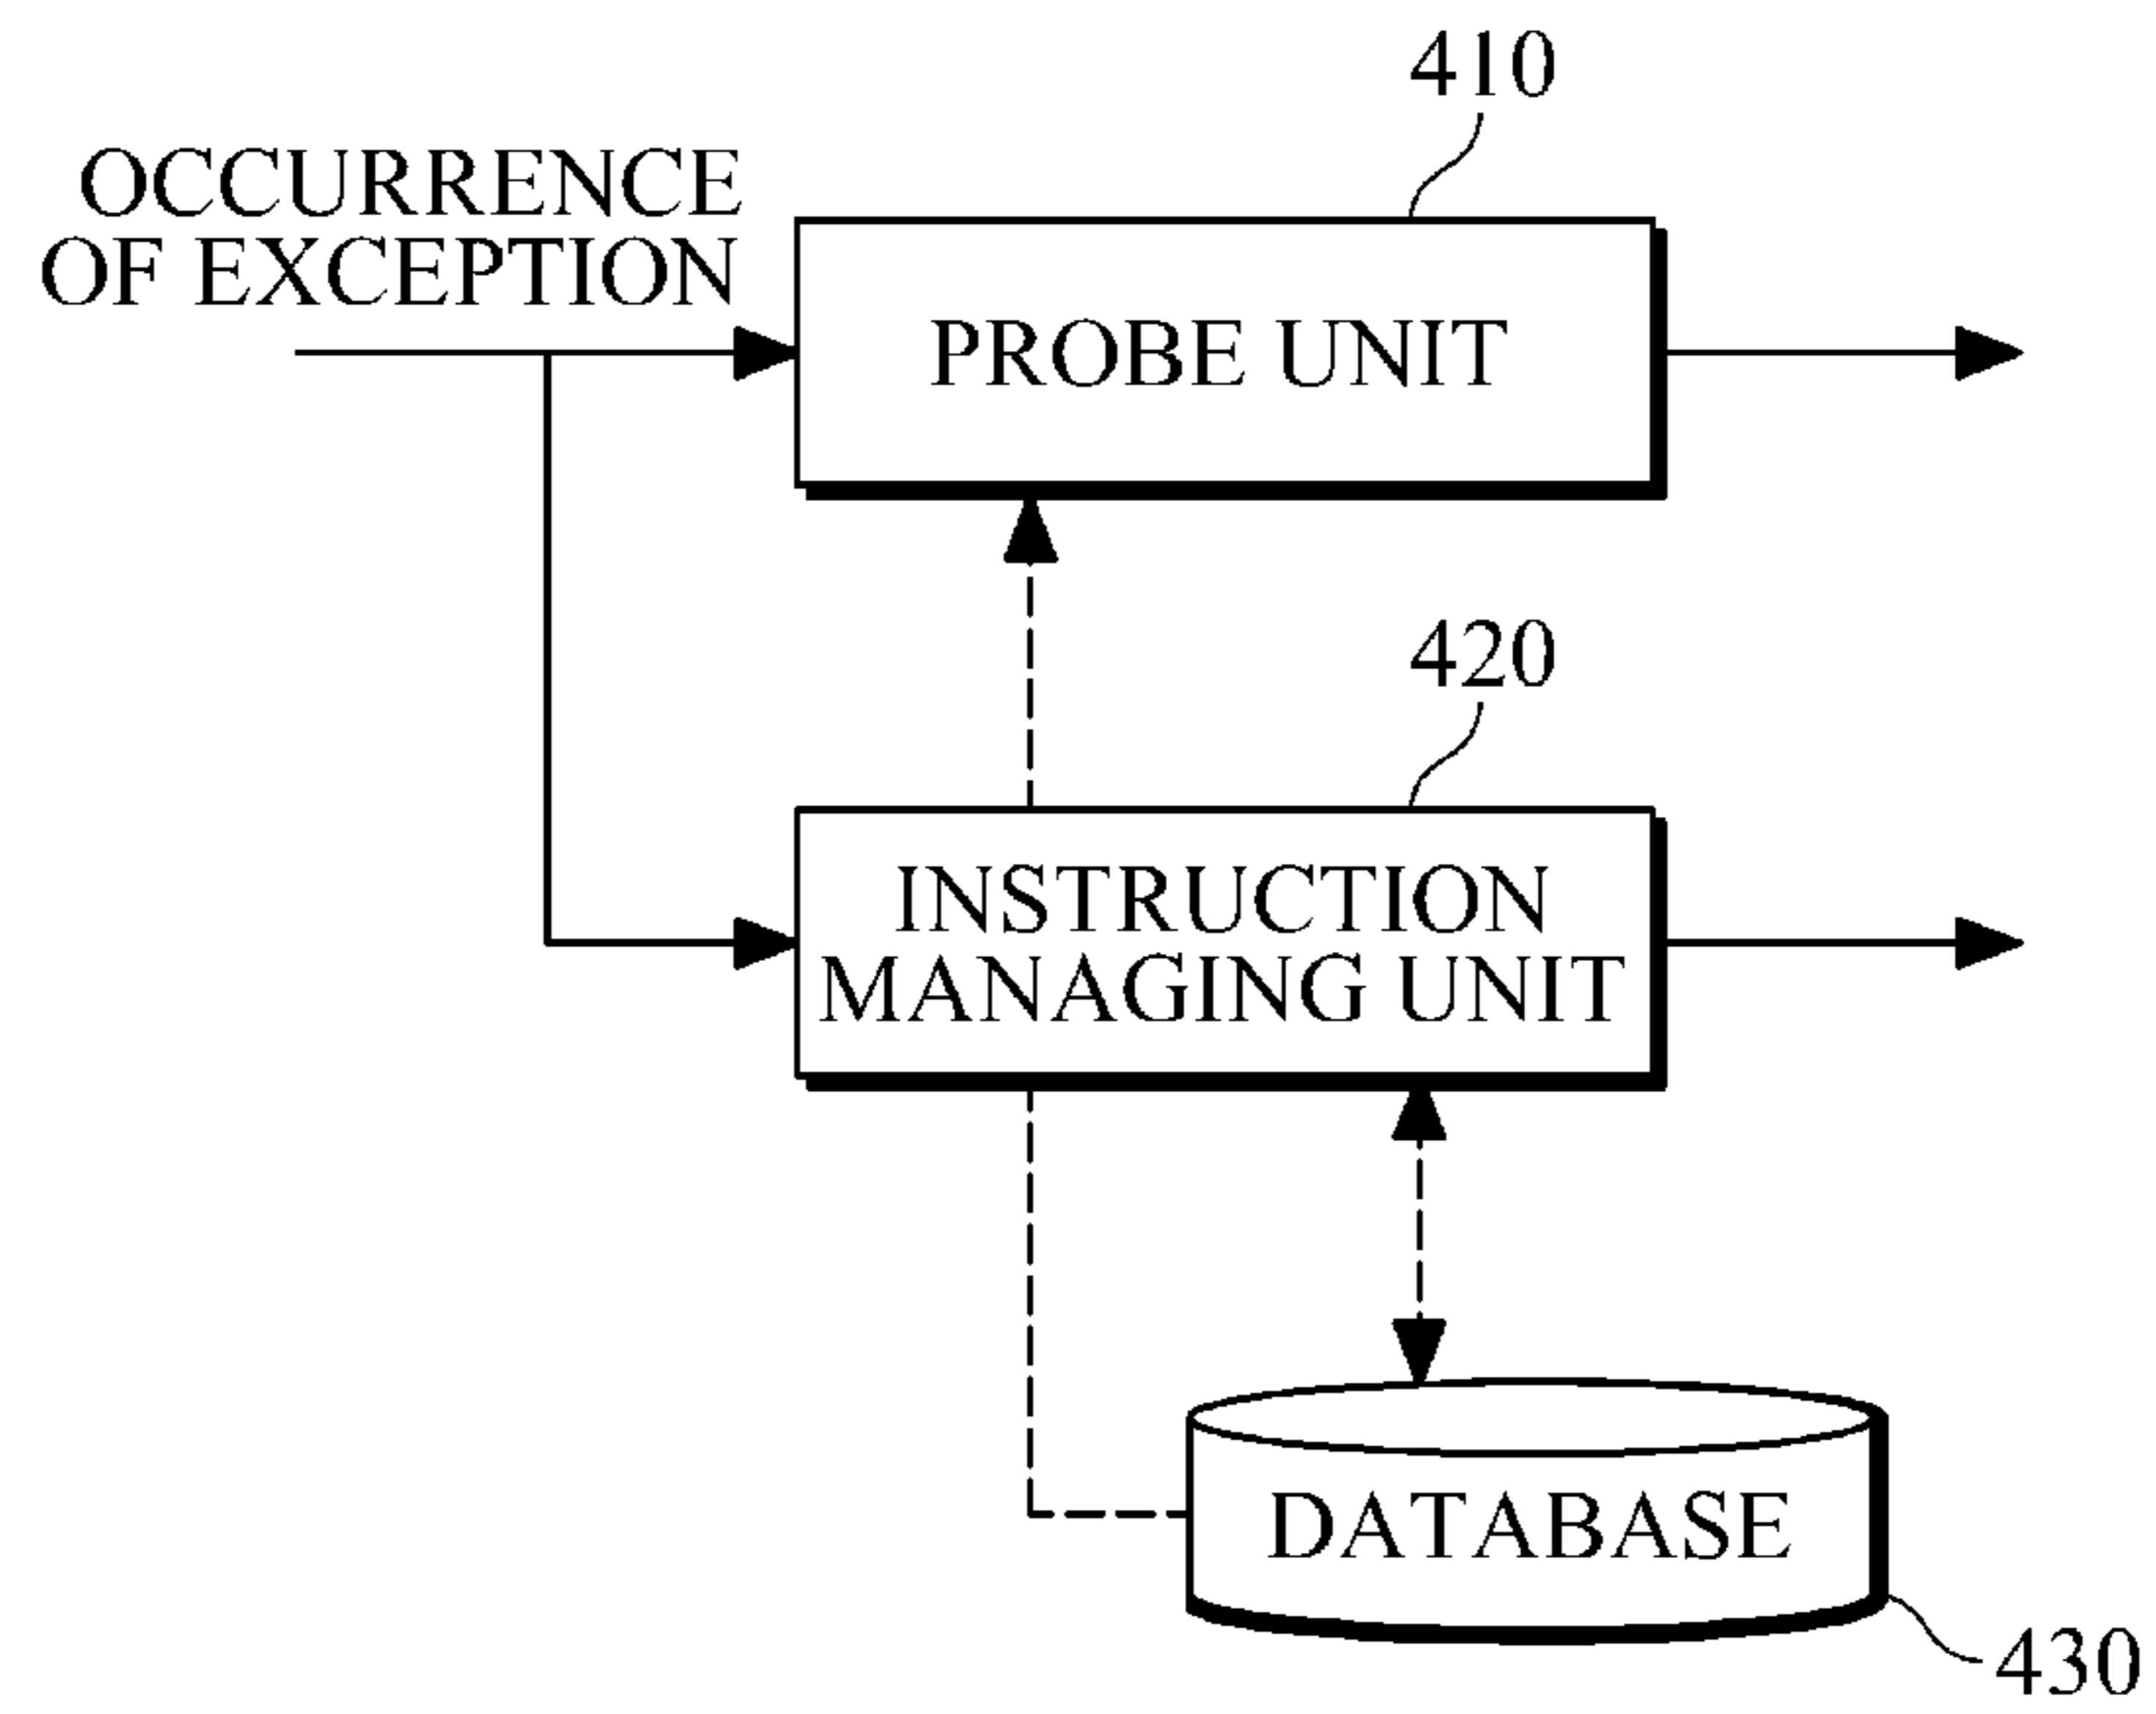 410
OCCURRENCE
OF EXCEPTION
PROBE UNIT
420
INSTRUCTION
MANAGING UNIT
DATABASE
430